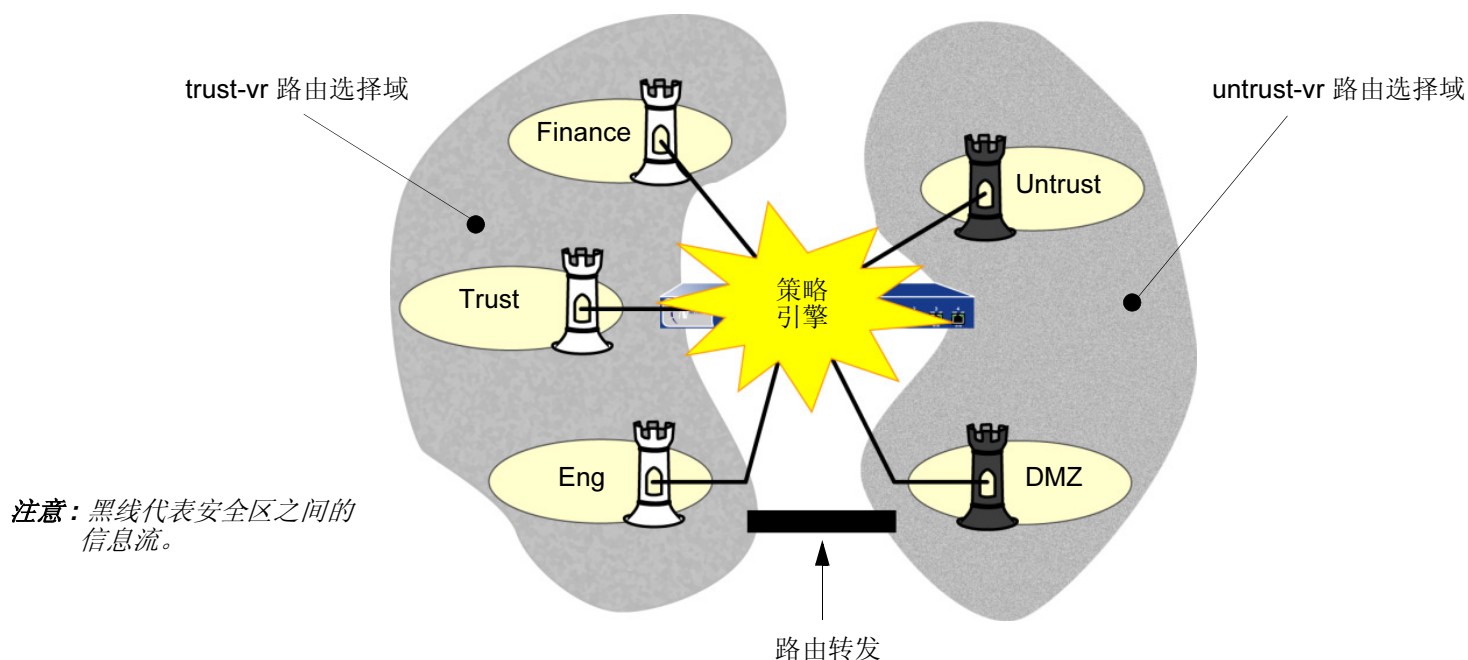 trust-vr 路由选择域
untrust-vr 路由选择域
Finance
Untrust
Trust
策略
引擎
Eng
DMZ
注意：黑线代表安全区之间的
信息流。
路由转发